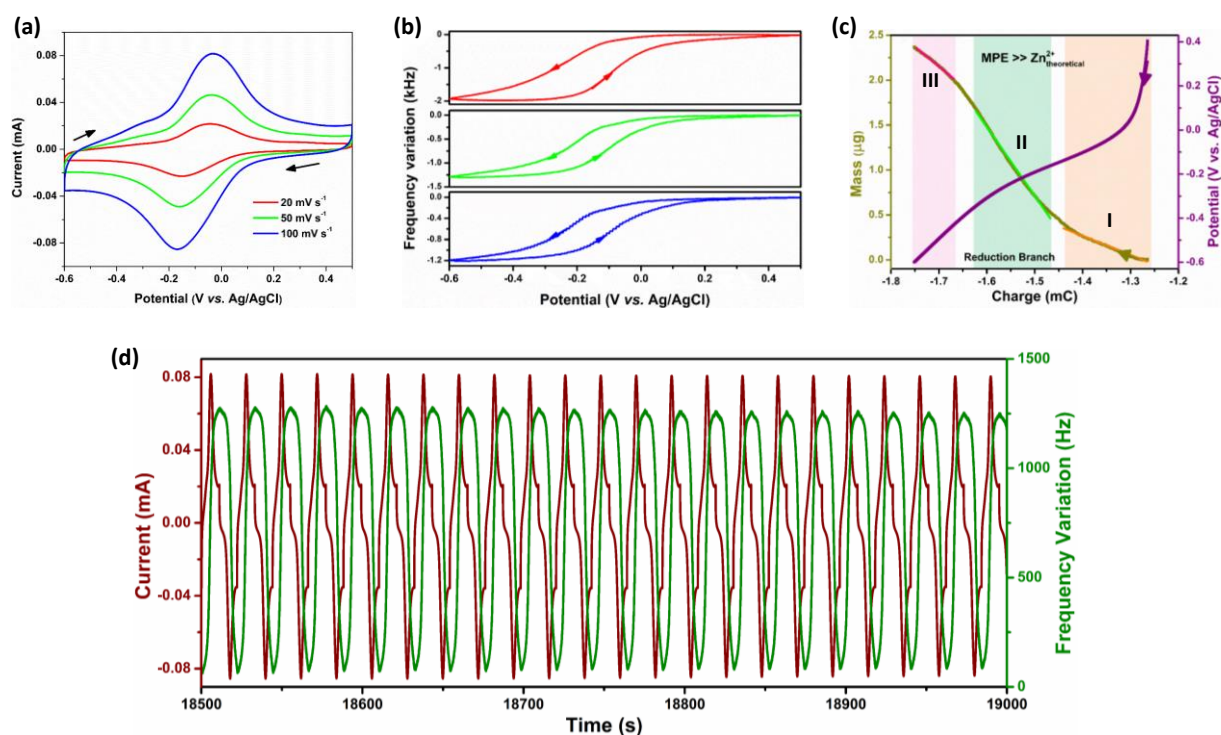 (a)
0.08
0.04
0.00
-0.04
-0.08
Current (mA)
20 mV s⁻¹
50 mV s⁻¹
100 mV s⁻¹
-0.6 -0.4 -0.2 0.0 0.2 0.4
Potential (V vs. Ag/AgCl)
(b)
Frequency variation (kHz)
0
-1
-2
0.0
-0.5
-1.0
-1.5
0.0
-0.4
-0.8
-1.2
-0.6 -0.4 -0.2 0.0 0.2 0.4
Potential (V vs. Ag/AgCl)
(c)
Mass (μg)
2.5
2.0
1.5
1.0
0.5
0.0
III
MPE >> Zn²⁺theoretical
II
I
Reduction Branch
0.4
0.2
0.0
-0.2
-0.4
-0.6
Potential (V vs. Ag/AgCl)
-1.8 -1.7 -1.6 -1.5 -1.4 -1.3 -1.2
Charge (mC)
(d)
Current (mA)
0.08
0.04
0.00
-0.04
-0.08
1500
1000
500
0
Frequency Variation (Hz)
18500 18600 18700 18800 18900 19000
Time (s)